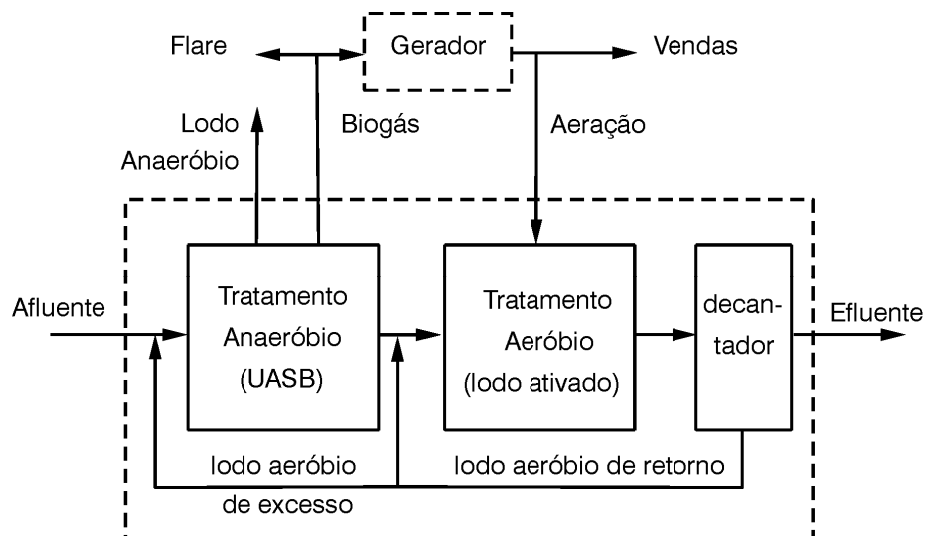 Flare
Gerador
Vendas
Lodo
Anaeróbio
Biogás
Aeração
Afluente
Tratamento
Anaeróbio
(UASB)
Tratamento
Aeróbio
(lodo ativado)
decan-
tador
Efluente
lodo aeróbio
de excesso
lodo aeróbio de retorno